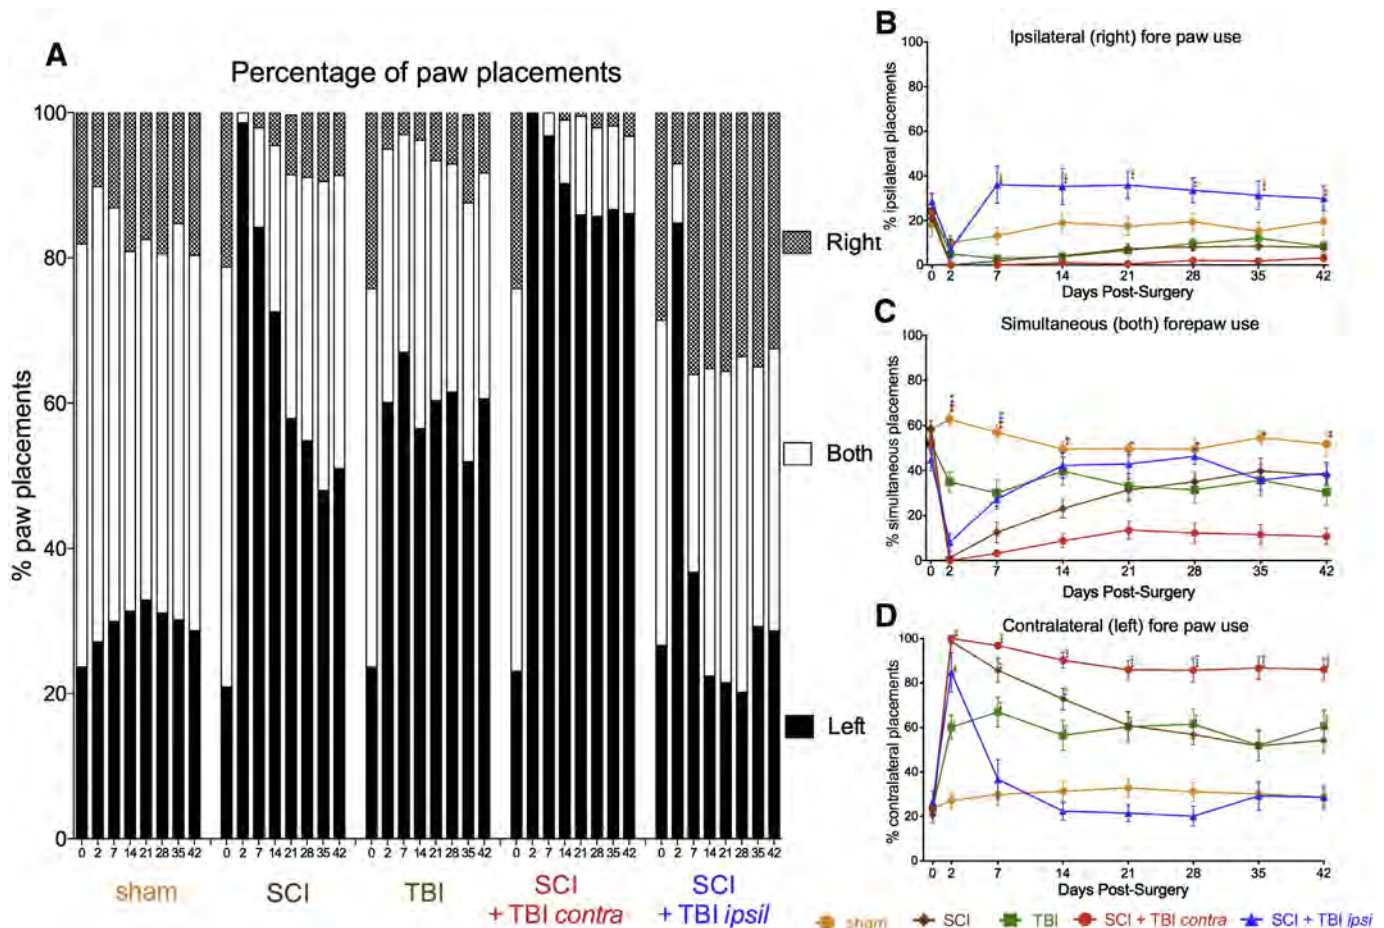 A
Percentage of paw placements
% paw placements
100
80
60
40
20
0
0 2 7 14 21 28 35 42
0 2 7 14 21 28 35 42
0 2 7 14 21 28 35 42
0 2 7 14 21 28 35 42
0 2 7 14 21 28 35 42
sham
SCI
TBI
SCI
+ TBI contra
SCI
+ TBI ipsil
Right
Both
Left
B
Ipsilateral (right) fore paw use
% ipsilateral placements
100
80
60
40
20
0
0 2 7 14 21 28 35 42
Days Post-Surgery
C
Simultaneous (both) forepaw use
% simultaneous placements
100
80
60
40
20
0
0 2 7 14 21 28 35 42
Days Post-Surgery
D
Contralateral (left) fore paw use
% contralateral placements
100
80
60
40
20
0
0 2 7 14 21 28 35 42
Days Post-Surgery
sham SCI TBI SCI + TBI contra SCI + TBI ipsi